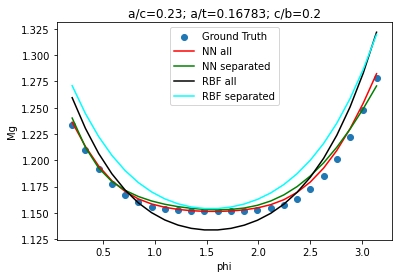 a/c=0.23; a/t=0.16783; c/b=0.2
Ground Truth
NN all
NN separated
RBF all
RBF separated
Mg
1.325
1.300
1.275
1.250
1.225
1.200
1.175
1.150
1.125
0.5 1.0 1.5 2.0 2.5 3.0
phi